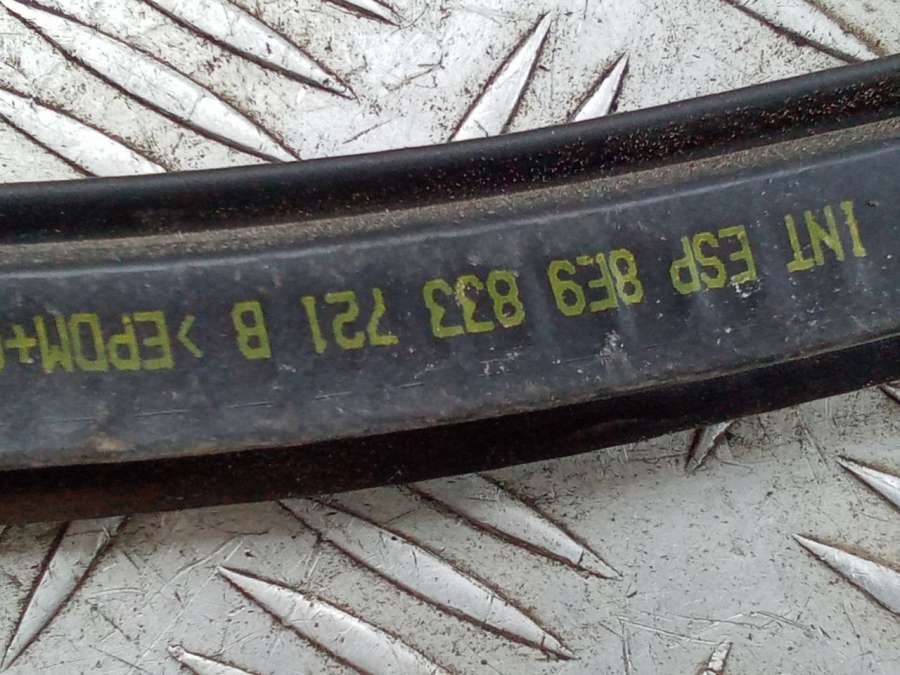 INT ESP 8E9 833 721 B >EPDM+